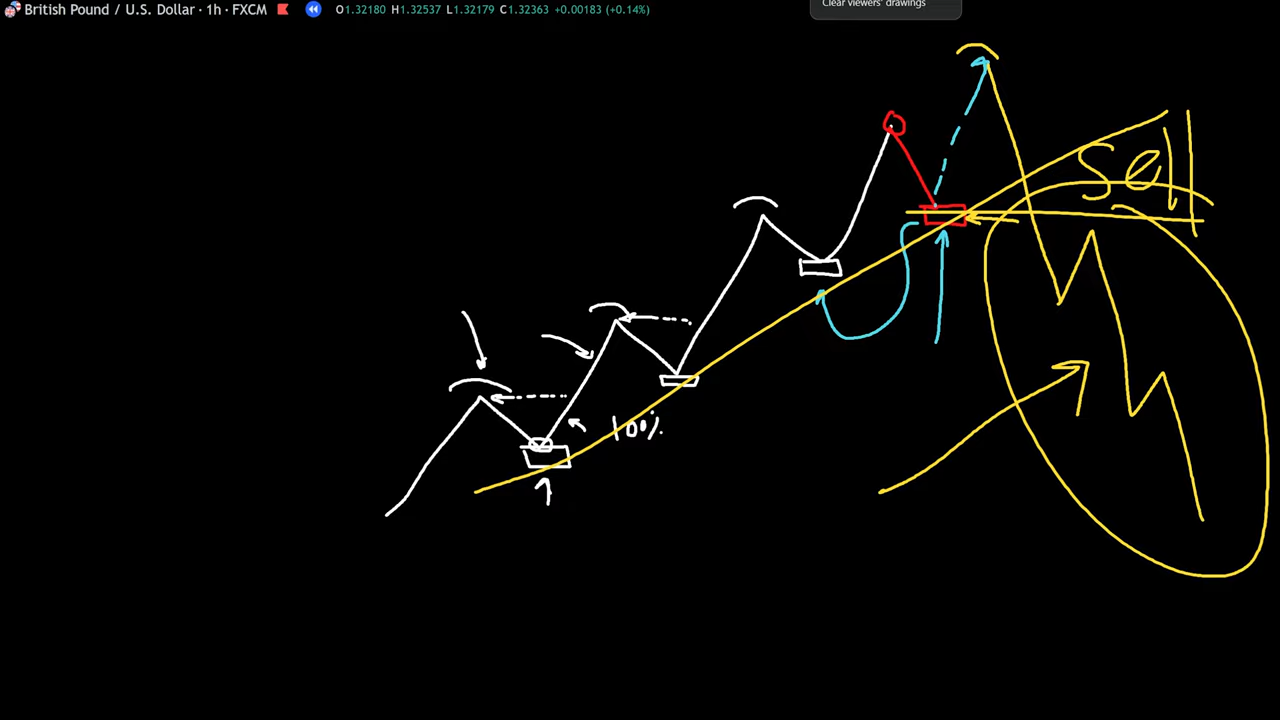 British Pound / U.S. Dollar · 1h · FXCM O1.32180 H1.32537 L1.32179 C1.32363 +0.00183 (+0.14%)
Clear viewers' drawings
Sell
100%